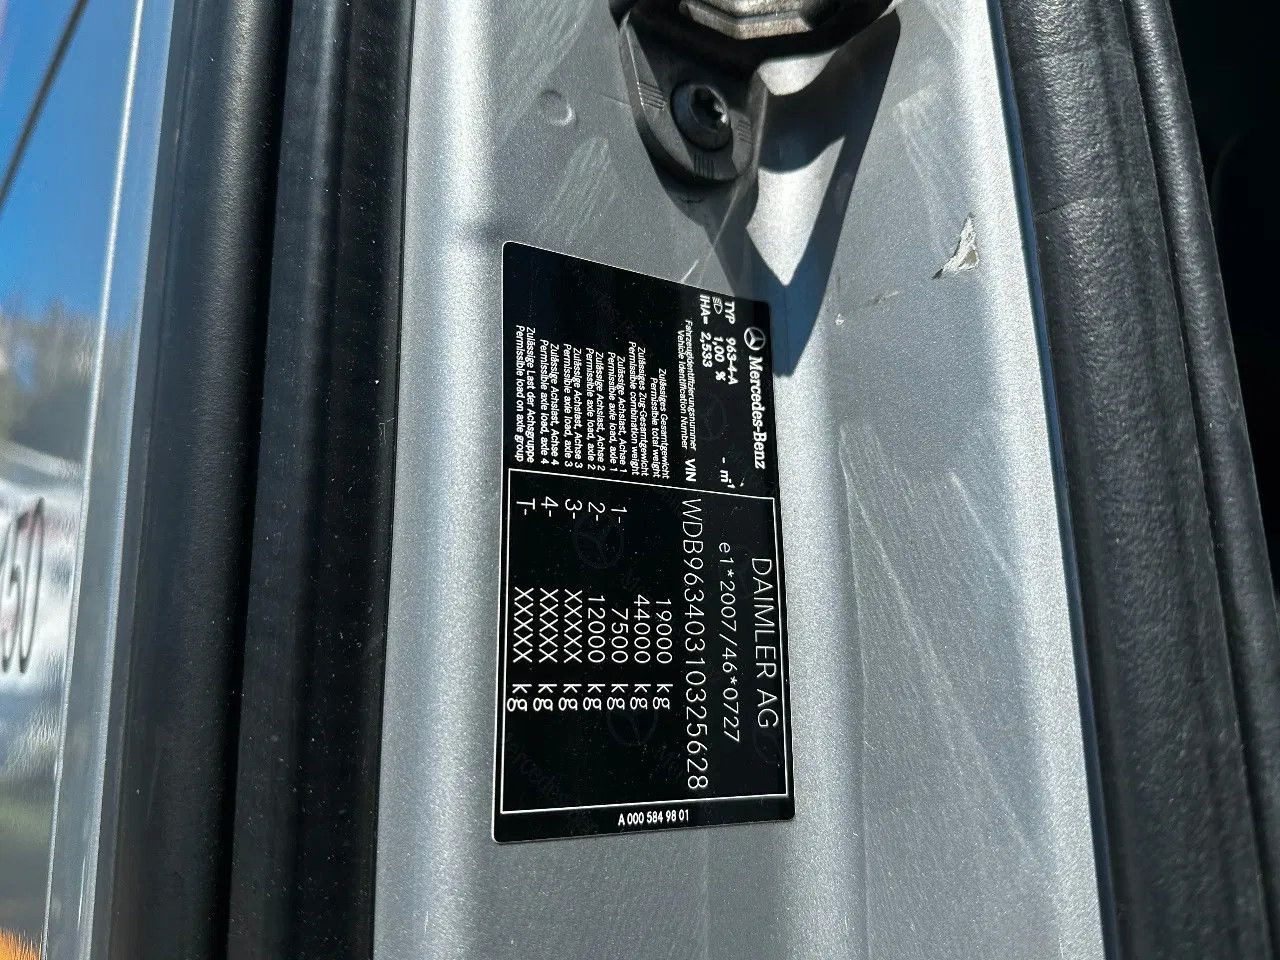 Mercedes-Benz
TYP 963-4-A
1,00 % - m⁻¹
IHA= 2,533
DAIMLER AG
e1*2007/46*0727
Fahrzeugidentifizierungsnummer
Vehicle Identification Number VIN WDB96340310325628
Zulässiges Gesamtgewicht
Permissible total weight 19000 kg
Zulässiges Zug-Gesamtgewicht
Permissible combination weight 44000 kg
Zulässige Achslast, Achse 1
Permissible axle load, axle 1 1- 7500 kg
Zulässige Achslast, Achse 2
Permissible axle load, axle 2 2- 12000 kg
Zulässige Achslast, Achse 3
Permissible axle load, axle 3 3- XXXXX kg
Zulässige Achslast, Achse 4
Permissible axle load, axle 4 4- XXXXX kg
Zulässige Last der Achsgruppe
Permissible load on axle group T- XXXXX kg
A 000 584 98 01